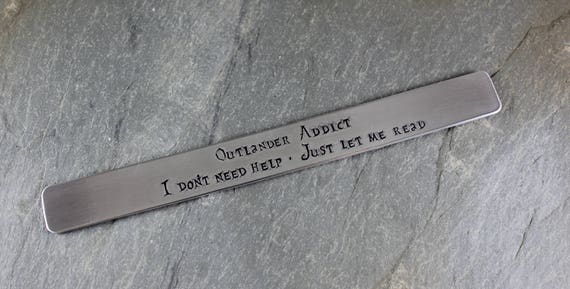 Outlander Addict
I don't need help · Just let me read